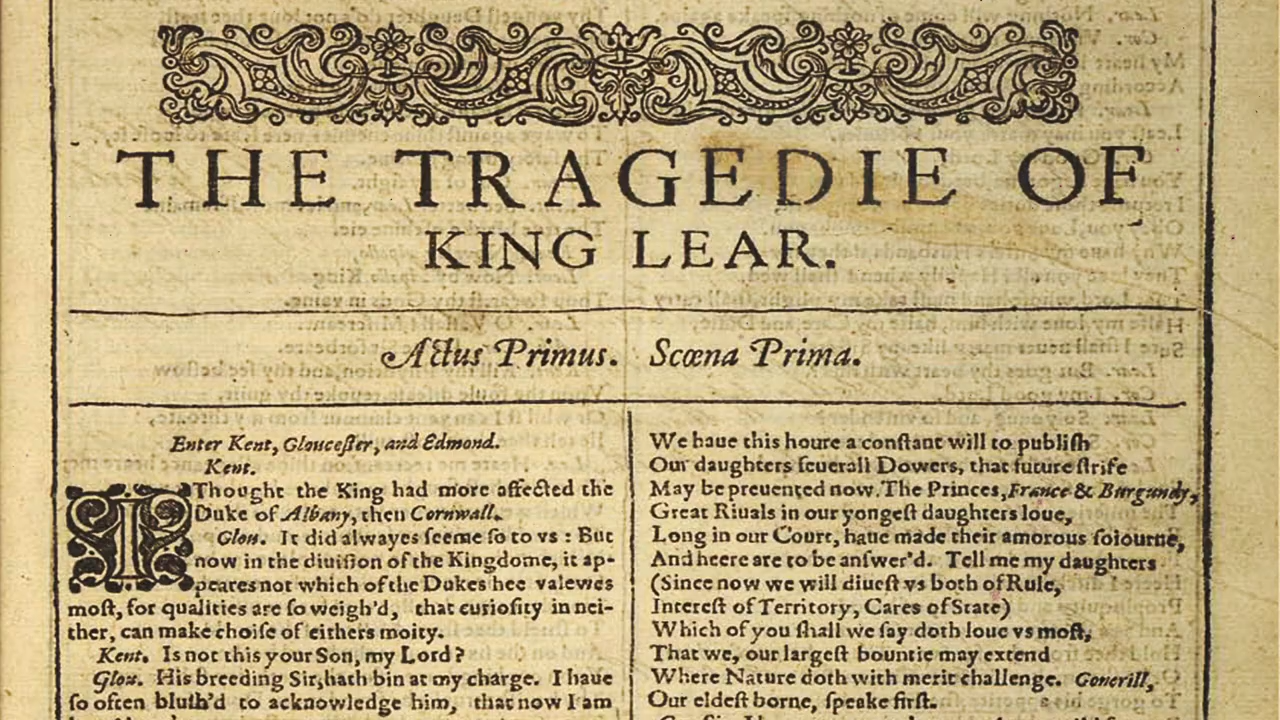 THE TRAGEDIE OF
KING LEAR.
Actus Primus. Scœna Prima.
Enter Kent, Gloucester, and Edmond.
Kent.
I Thought the King had more affected the
Duke of Albany, then Cornwall.
Glou. It did alwayes seeme so to vs : But
now in the diuision of the Kingdome, it ap-
peares not which of the Dukes hee valewes
most, for qualities are so weigh'd, that curiosity in nei-
ther, can make choise of eithers moity.
Kent. Is not this your Son, my Lord?
Glou. His breeding Sir, hath bin at my charge. I haue
so often blush'd to acknowledge him, that now I am
We haue this houre a constant will to publish
Our daughters seuerall Dowers, that future strife
May be preuented now. The Princes, France & Burgundy,
Great Riuals in our yongest daughters loue,
Long in our Court, haue made their amorous soiourne,
And heere are to be answer'd. Tell me my daughters
(Since now we will diuest vs both of Rule,
Interest of Territory, Cares of State)
Which of you shall we say doth loue vs most,
That we, our largest bountie may extend
Where Nature doth with merit challenge. Gonerill,
Our eldest borne, speake first.